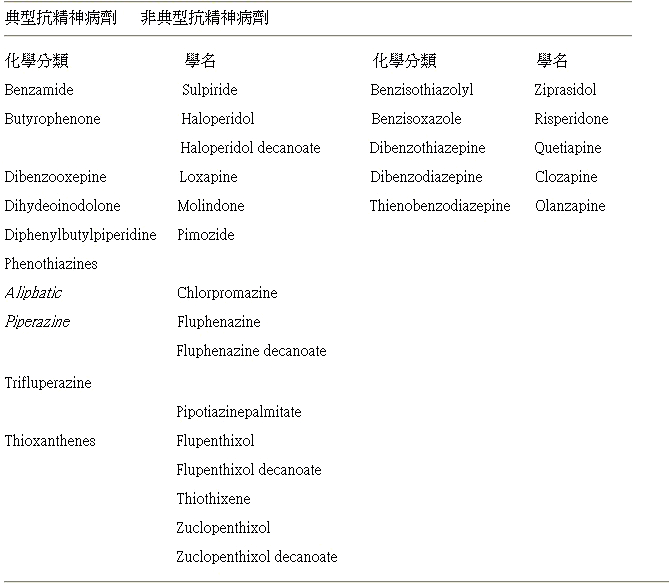 典型抗精神病劑 非典型抗精神病劑
化學分類 學名 化學分類 學名
Benzamide Sulpiride Benzisothiazolyl Ziprasidol
Butyrophenone Haloperidol Benzisoxazole Risperidone
Haloperidol decanoate Dibenzothiazepine Quetiapine
Dibenzooxepine Loxapine Dibenzodiazepine Clozapine
Dihydeoinodolone Molindone Thienobenzodiazepine Olanzapine
Diphenylbutylpiperidine Pimozide
Phenothiazines
Aliphatic Chlorpromazine
Piperazine Fluphenazine
Fluphenazine decanoate
Trifluperazine
Pipotiazinepalmitate
Thioxanthenes Flupenthixol
Flupenthixol decanoate
Thiothixene
Zuclopenthixol
Zuclopenthixol decanoate